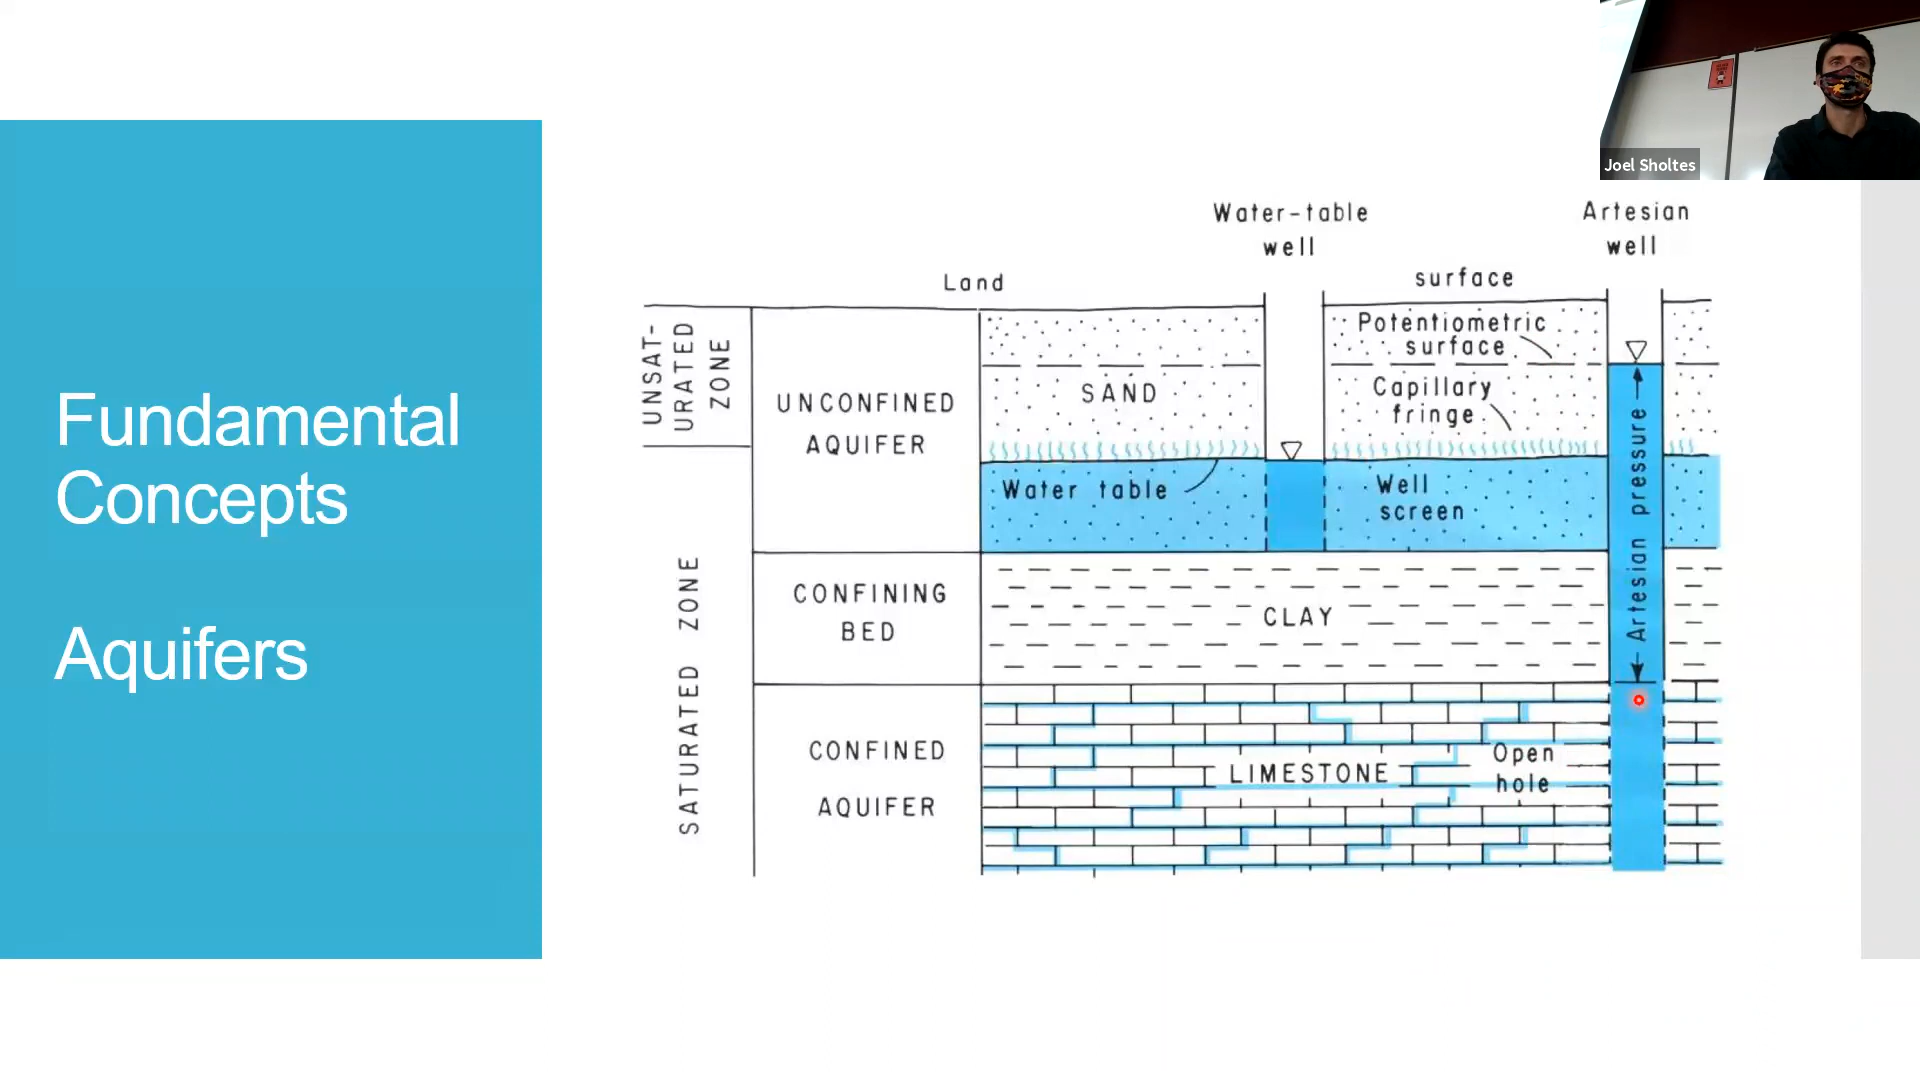 Joel Sholtes
Fundamental
Concepts
Aquifers
Water-table
well
Artesian
well
Land
surface
UNSAT-
URATED
ZONE
SATURATED ZONE
UNCONFINED
AQUIFER
CONFINING
BED
CONFINED
AQUIFER
SAND
Water table
Potentiometric
surface
Capillary
fringe
Well
screen
Artesian pressure
CLAY
LIMESTONE
Open
hole